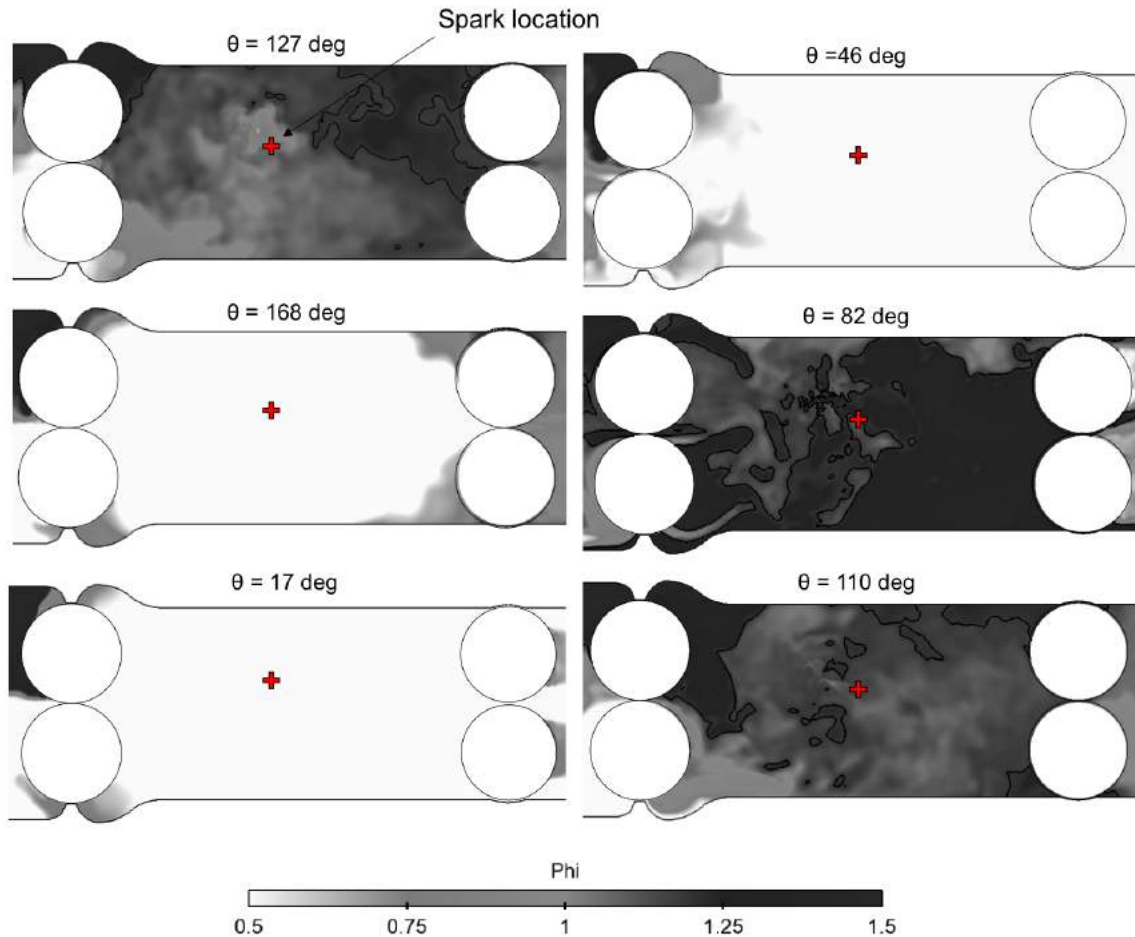 Spark location
θ = 127 deg
θ =46 deg
θ = 168 deg
θ = 82 deg
θ = 17 deg
θ = 110 deg
Phi
0.5 0.75 1 1.25 1.5